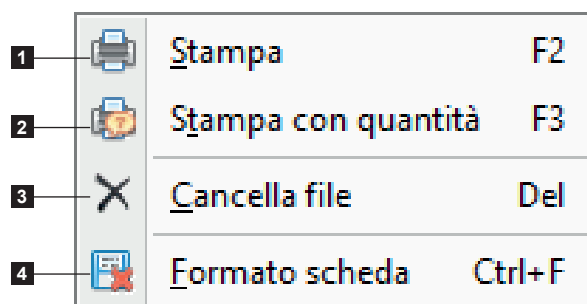 1 Stampa F2
2 Stampa con quantità F3
3 Cancella file Del
4 Formato scheda Ctrl+F